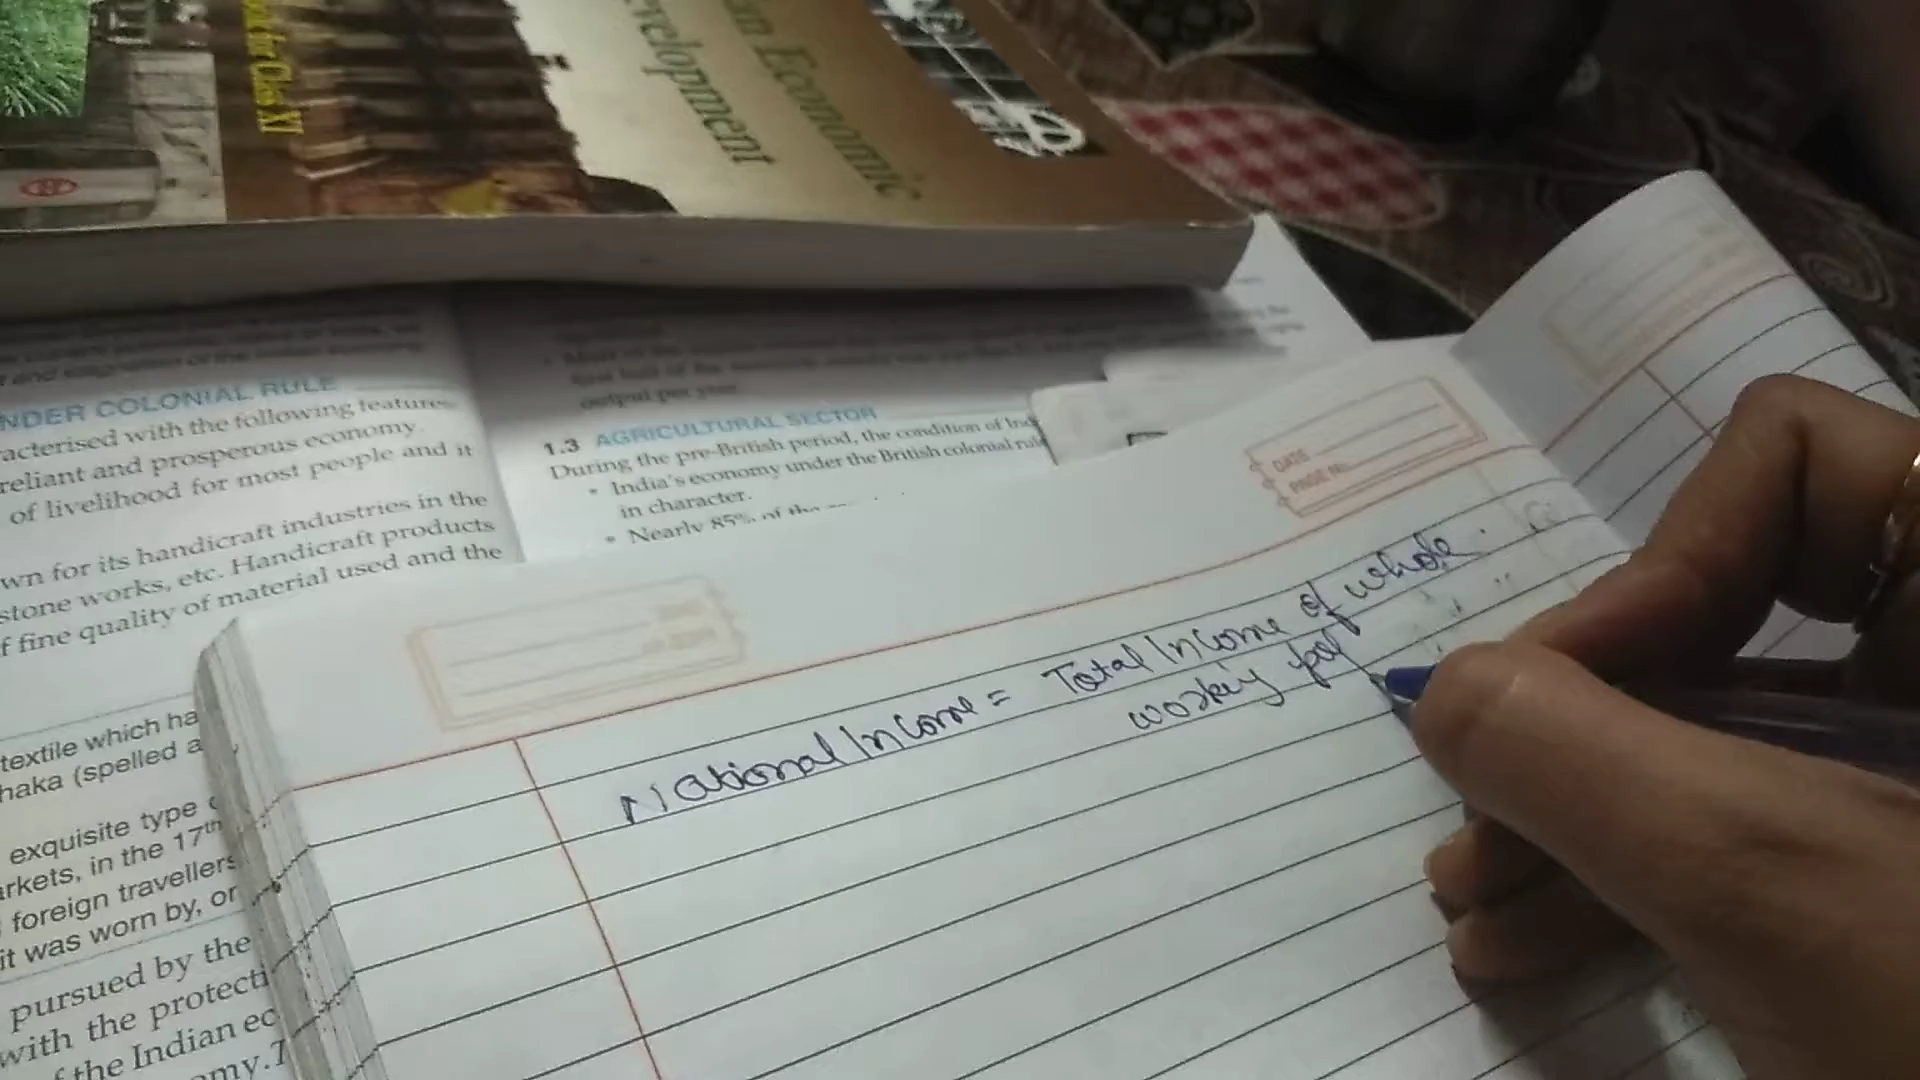 for Class XI
an Economic
evelopment
NDER COLONIAL RULE
racterised with the following features
reliant and prosperous economy.
of livelihood for most people and it
wn for its handicraft industries in the
stone works, etc. Handicraft products
f fine quality of material used and the
textile which ha
haka (spelled a
exquisite type
arkets, in the 17th
foreign travellers
it was worn by, or
pursued by the
with the protecti
f the Indian ec
omy. T
output per year.
1.3 AGRICULTURAL SECTOR
During the pre-British period, the condition of Ind
• India's economy under the British colonial rule
in character.
• Nearly 85% of the
DATE
PAGE No.
National Income = Total Income of whole
working pop